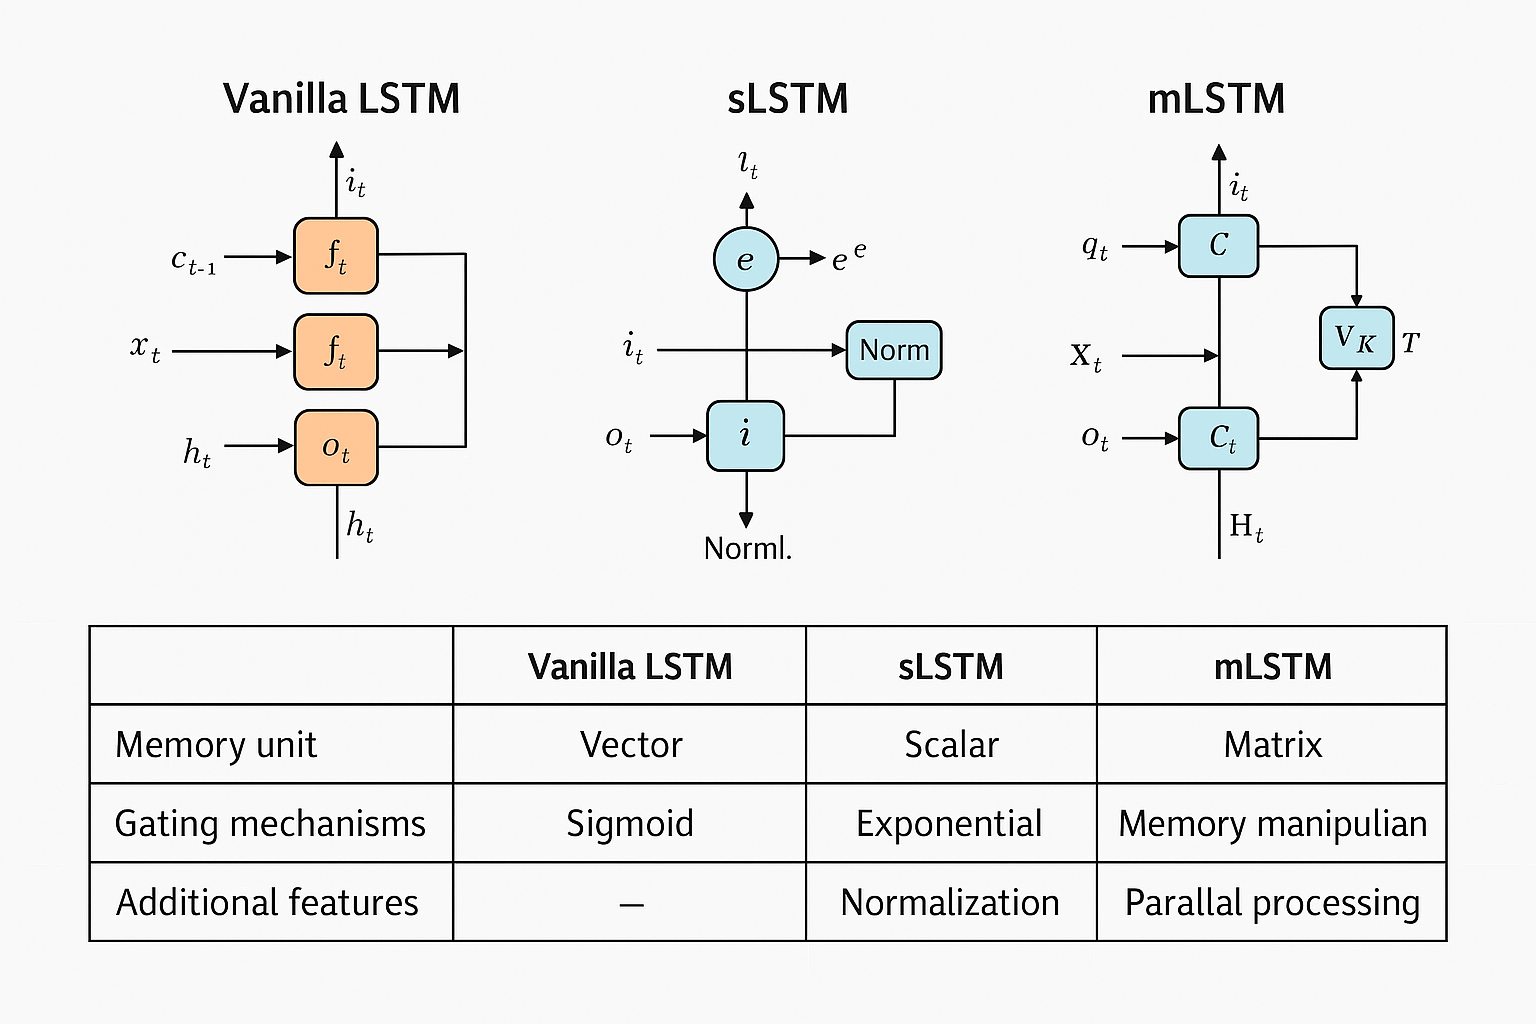 Vanilla LSTM
i_t
c_{t-1}
f_t
x_t
f_t
h_t
o_t
h_t
sLSTM
ı_t
e
e^e
i_t
Norm
o_t
i
Norml.
mLSTM
i_t
q_t
C
V_K T
X_t
o_t
C_t
H_t
Vanilla LSTM sLSTM mLSTM
Memory unit Vector Scalar Matrix
Gating mechanisms Sigmoid Exponential Memory manipulian
Additional features — Normalization Parallal processing